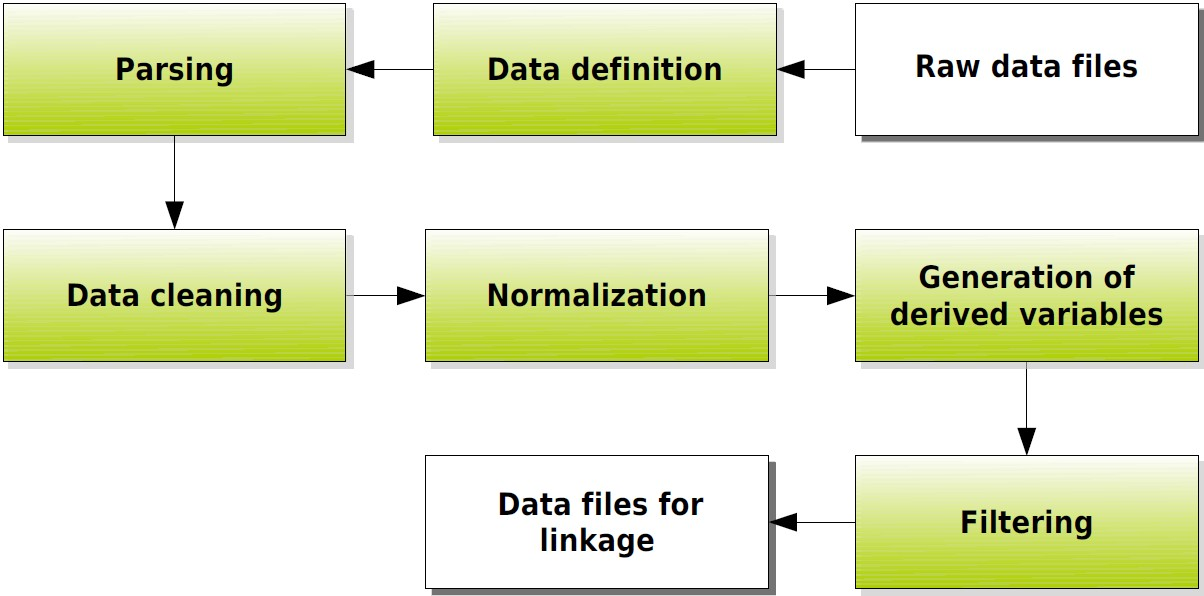 Parsing
Data definition
Raw data files
Data cleaning
Normalization
Generation of
derived variables
Data files for
linkage
Filtering